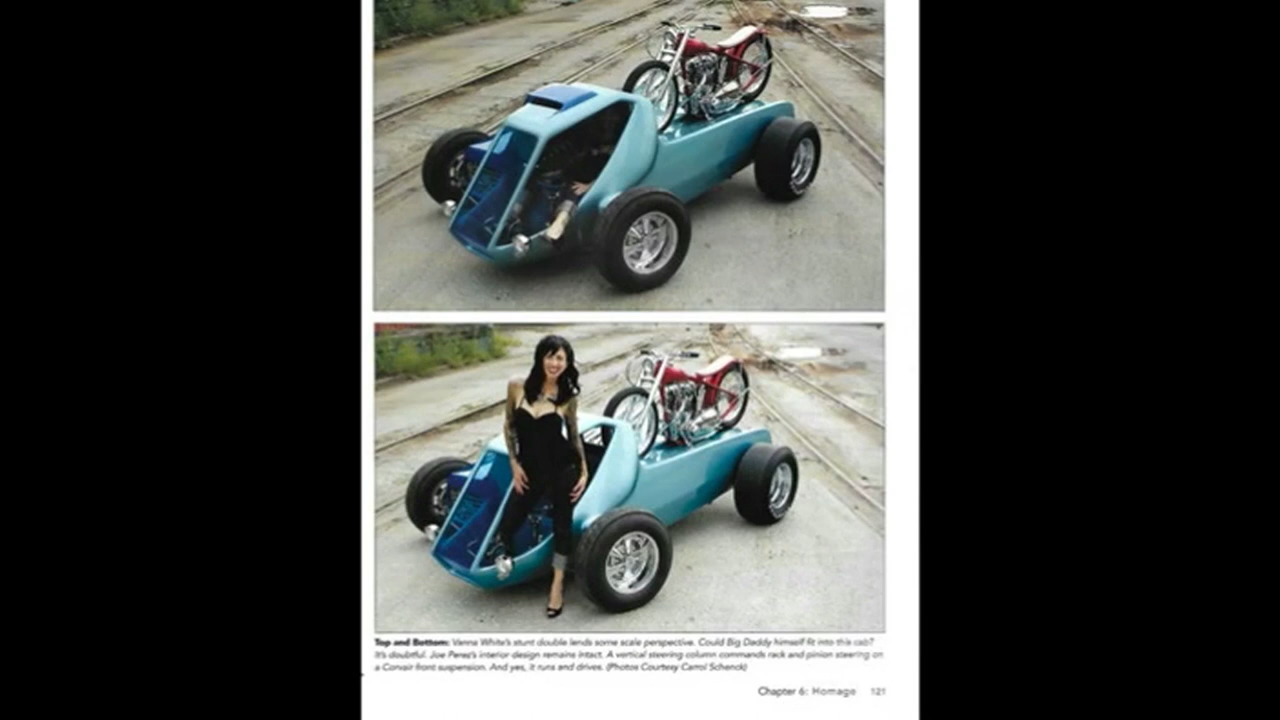 Top and Bottom: Vanna White's stunt double lends some scale perspective. Could Big Daddy himself fit into this cab?
It's doubtful. Joe Perez's interior design remains intact. A vertical steering column commands rack and pinion steering on
a Corvair front suspension. And yes, it runs and drives. (Photos Courtesy Carrol Schenck)
Chapter 6: Homage 121